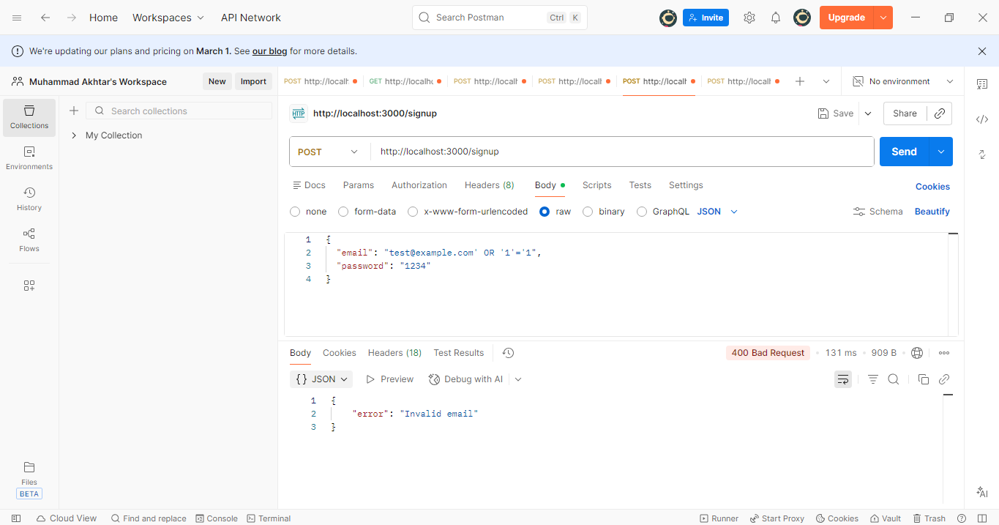 Home Workspaces API Network Search Postman Ctrl K Invite Upgrade
We're updating our plans and pricing on March 1. See our blog for more details.
Muhammad Akhtar's Workspace New Import
POST http://localh GET http://localhc POST http://localh POST http://localh POST http://localh POST http://localh No environment
Collections
Environments
History
Flows
Files
BETA
Search collections
My Collection
HTTP http://localhost:3000/signup Save Share
POST http://localhost:3000/signup Send
Docs Params Authorization Headers (8) Body Scripts Tests Settings Cookies
none form-data x-www-form-urlencoded raw binary GraphQL JSON Schema Beautify
1 {
2 "email": "test@example.com' OR '1'='1",
3 "password": "1234"
4 }
Body Cookies Headers (18) Test Results 400 Bad Request • 131 ms • 909 B
{} JSON Preview Debug with AI
1 {
2 "error": "Invalid email"
3 }
AI
Cloud View Find and replace Console Terminal Runner Start Proxy Cookies Vault Trash